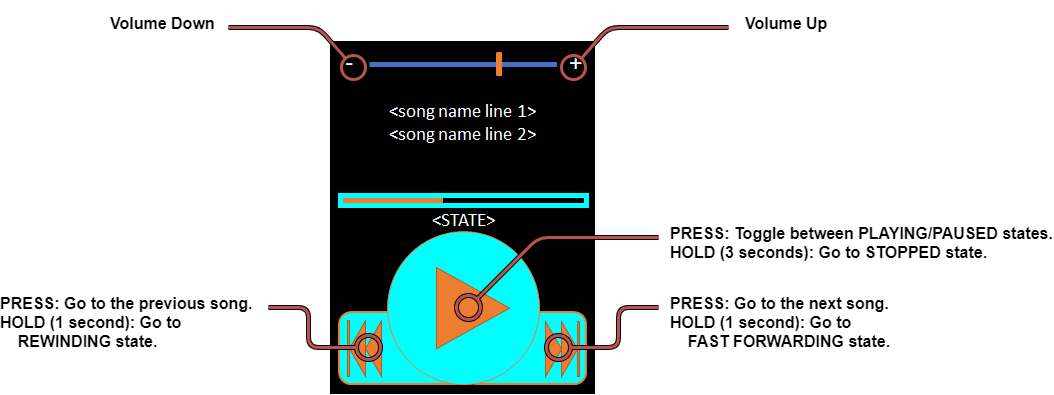 Volume Down
Volume Up
-
+
<song name line 1>
<song name line 2>
<STATE>
PRESS: Toggle between PLAYING/PAUSED states.
HOLD (3 seconds): Go to STOPPED state.
PRESS: Go to the previous song.
HOLD (1 second): Go to
REWINDING state.
PRESS: Go to the next song.
HOLD (1 second): Go to
FAST FORWARDING state.